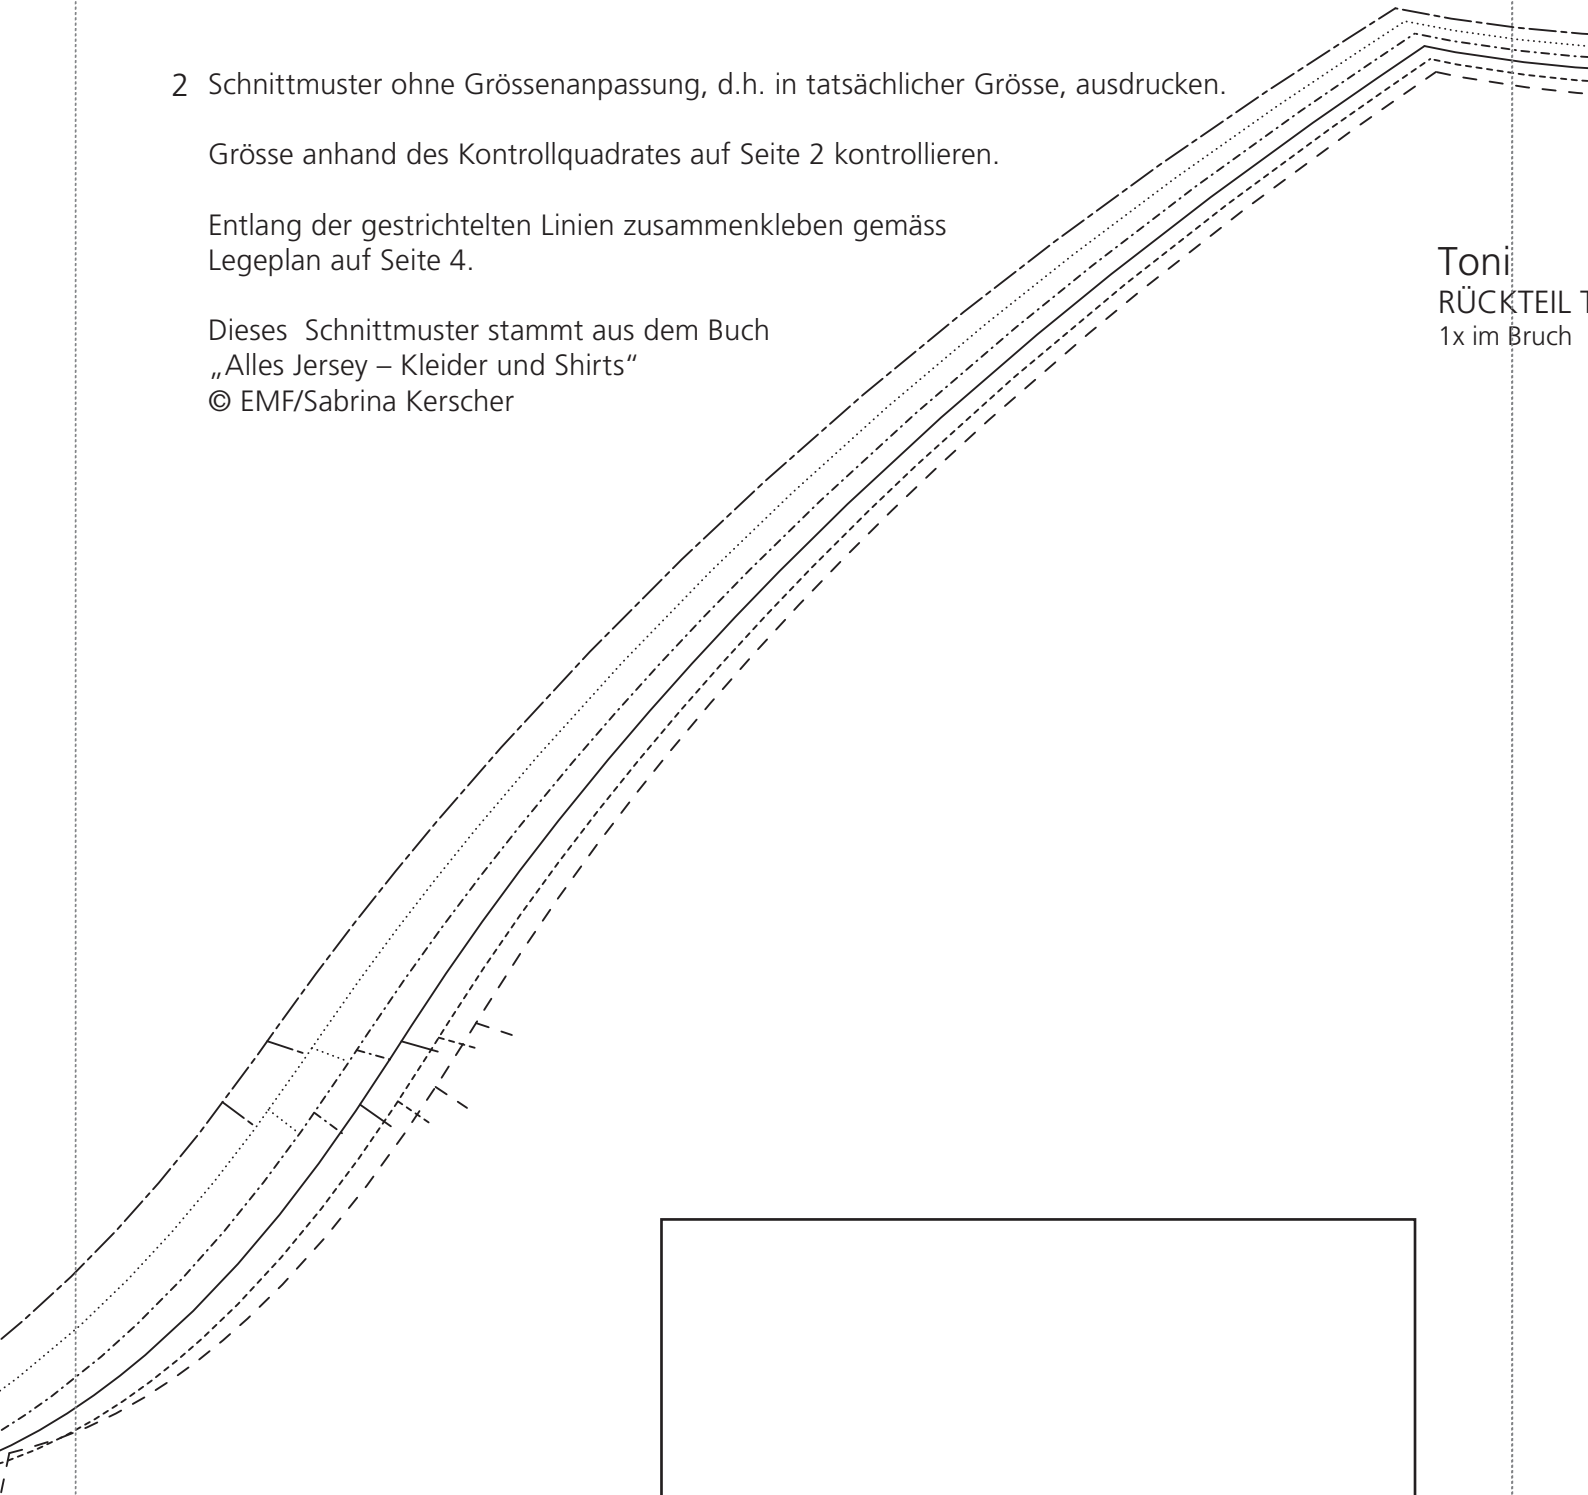 2 Schnittmuster ohne Grössenanpassung, d.h. in tatsächlicher Grösse, ausdrucken.
Grösse anhand des Kontrollquadrates auf Seite 2 kontrollieren.
Entlang der gestrichtelten Linien zusammenkleben gemäss
Legeplan auf Seite 4.
Dieses Schnittmuster stammt aus dem Buch
„Alles Jersey – Kleider und Shirts“
© EMF/Sabrina Kerscher
Toni
RÜCKTEIL T
1x im Bruch